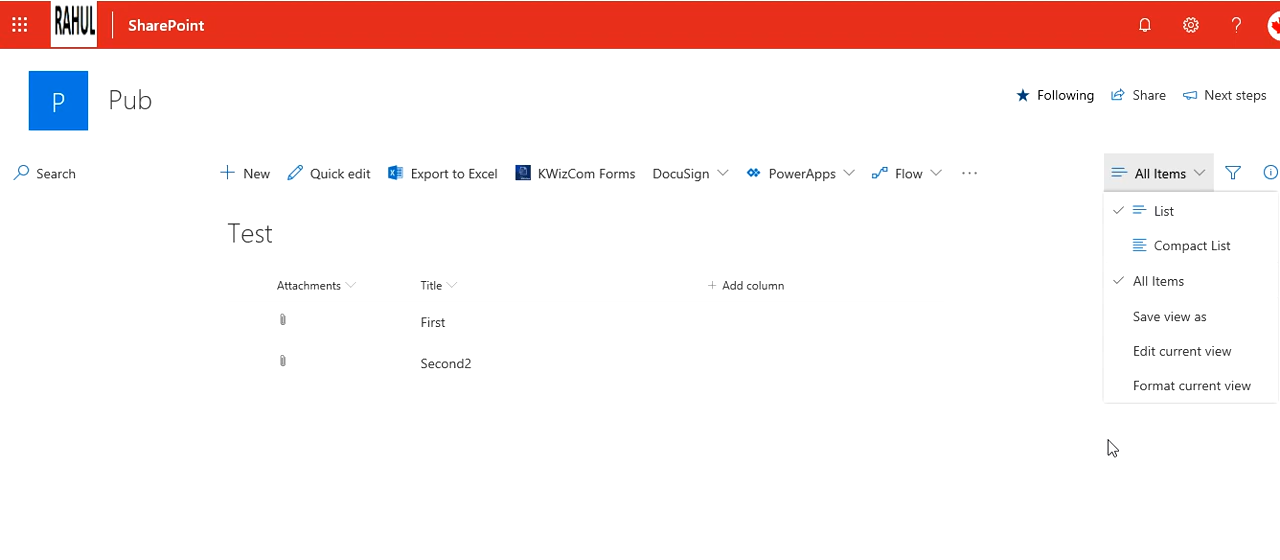 RAHUL SharePoint
P Pub
Following Share Next steps
Search New Quick edit Export to Excel KWizCom Forms DocuSign PowerApps Flow ... All Items
List
Test
Compact List
Attachments Title + Add column
All Items
First
Save view as
Edit current view
Second2
Format current view